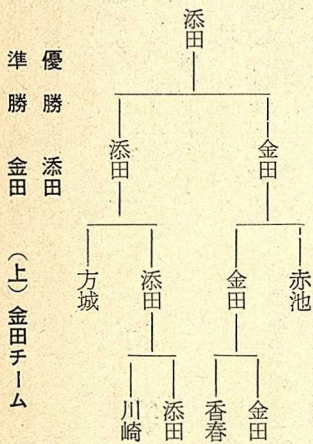 添田
金田
添田
赤池
金田
添田
方城
金田
香春
添田
川崎
優勝 添田
準勝 金田 (上)金田チーム